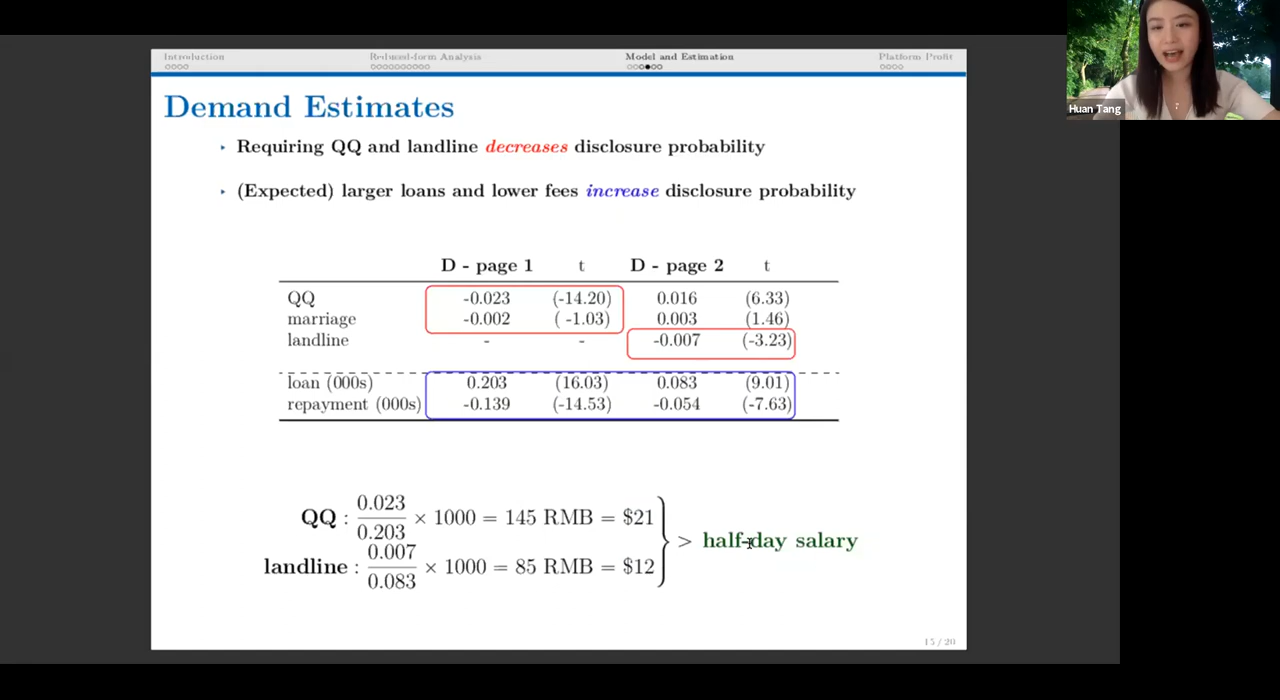 Huan Tang
Introduction Reduced-form Analysis Model and Estimation Platform Profit
Demand Estimates
‣ Requiring QQ and landline decreases disclosure probability
‣ (Expected) larger loans and lower fees increase disclosure probability
D - page 1 t D - page 2 t
QQ -0.023 (-14.20) 0.016 (6.33)
marriage -0.002 ( -1.03) 0.003 (1.46)
landline - - -0.007 (-3.23)
loan (000s) 0.203 (16.03) 0.083 (9.01)
repayment (000s) -0.139 (-14.53) -0.054 (-7.63)
QQ : 0.023/0.203 × 1000 = 145 RMB = $21
landline : 0.007/0.083 × 1000 = 85 RMB = $12
> half-day salary
15 / 20